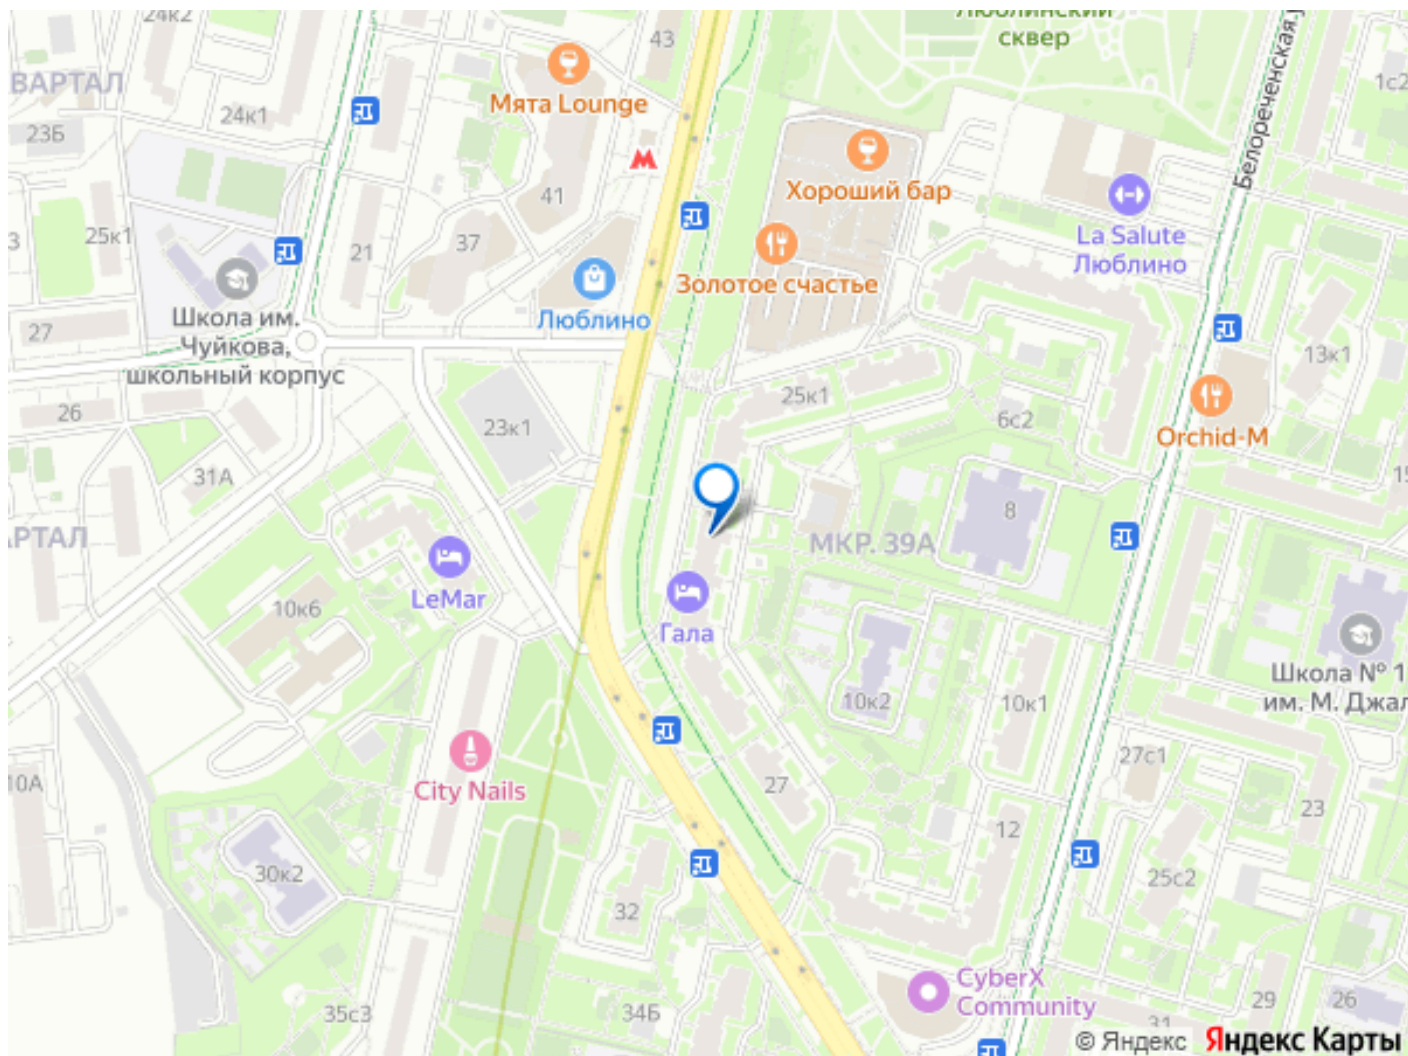 24к2
43
Люблинский
сквер
Белореченская
1с2
ВАРТАЛ
Мята Lounge
24к1
23Б
Хороший бар
41
25к1
21
37
La Salute
Люблино
Золотое счастье
Люблино
27
Школа им.
Чуйкова,
школьный корпус
13к1
26
25к1
6с2
23к1
Orchid-M
31А
8
РТАЛ
МКР. 39А
LeMar
10к6
Гала
Школа № 1
им. М. Джал
10к2
10к1
27с1
10А
City Nails
27
23
12
30к2
25с2
32
CyberX
Community
35с3
34Б
29
26
31
© Яндекс
Яндекс Карты